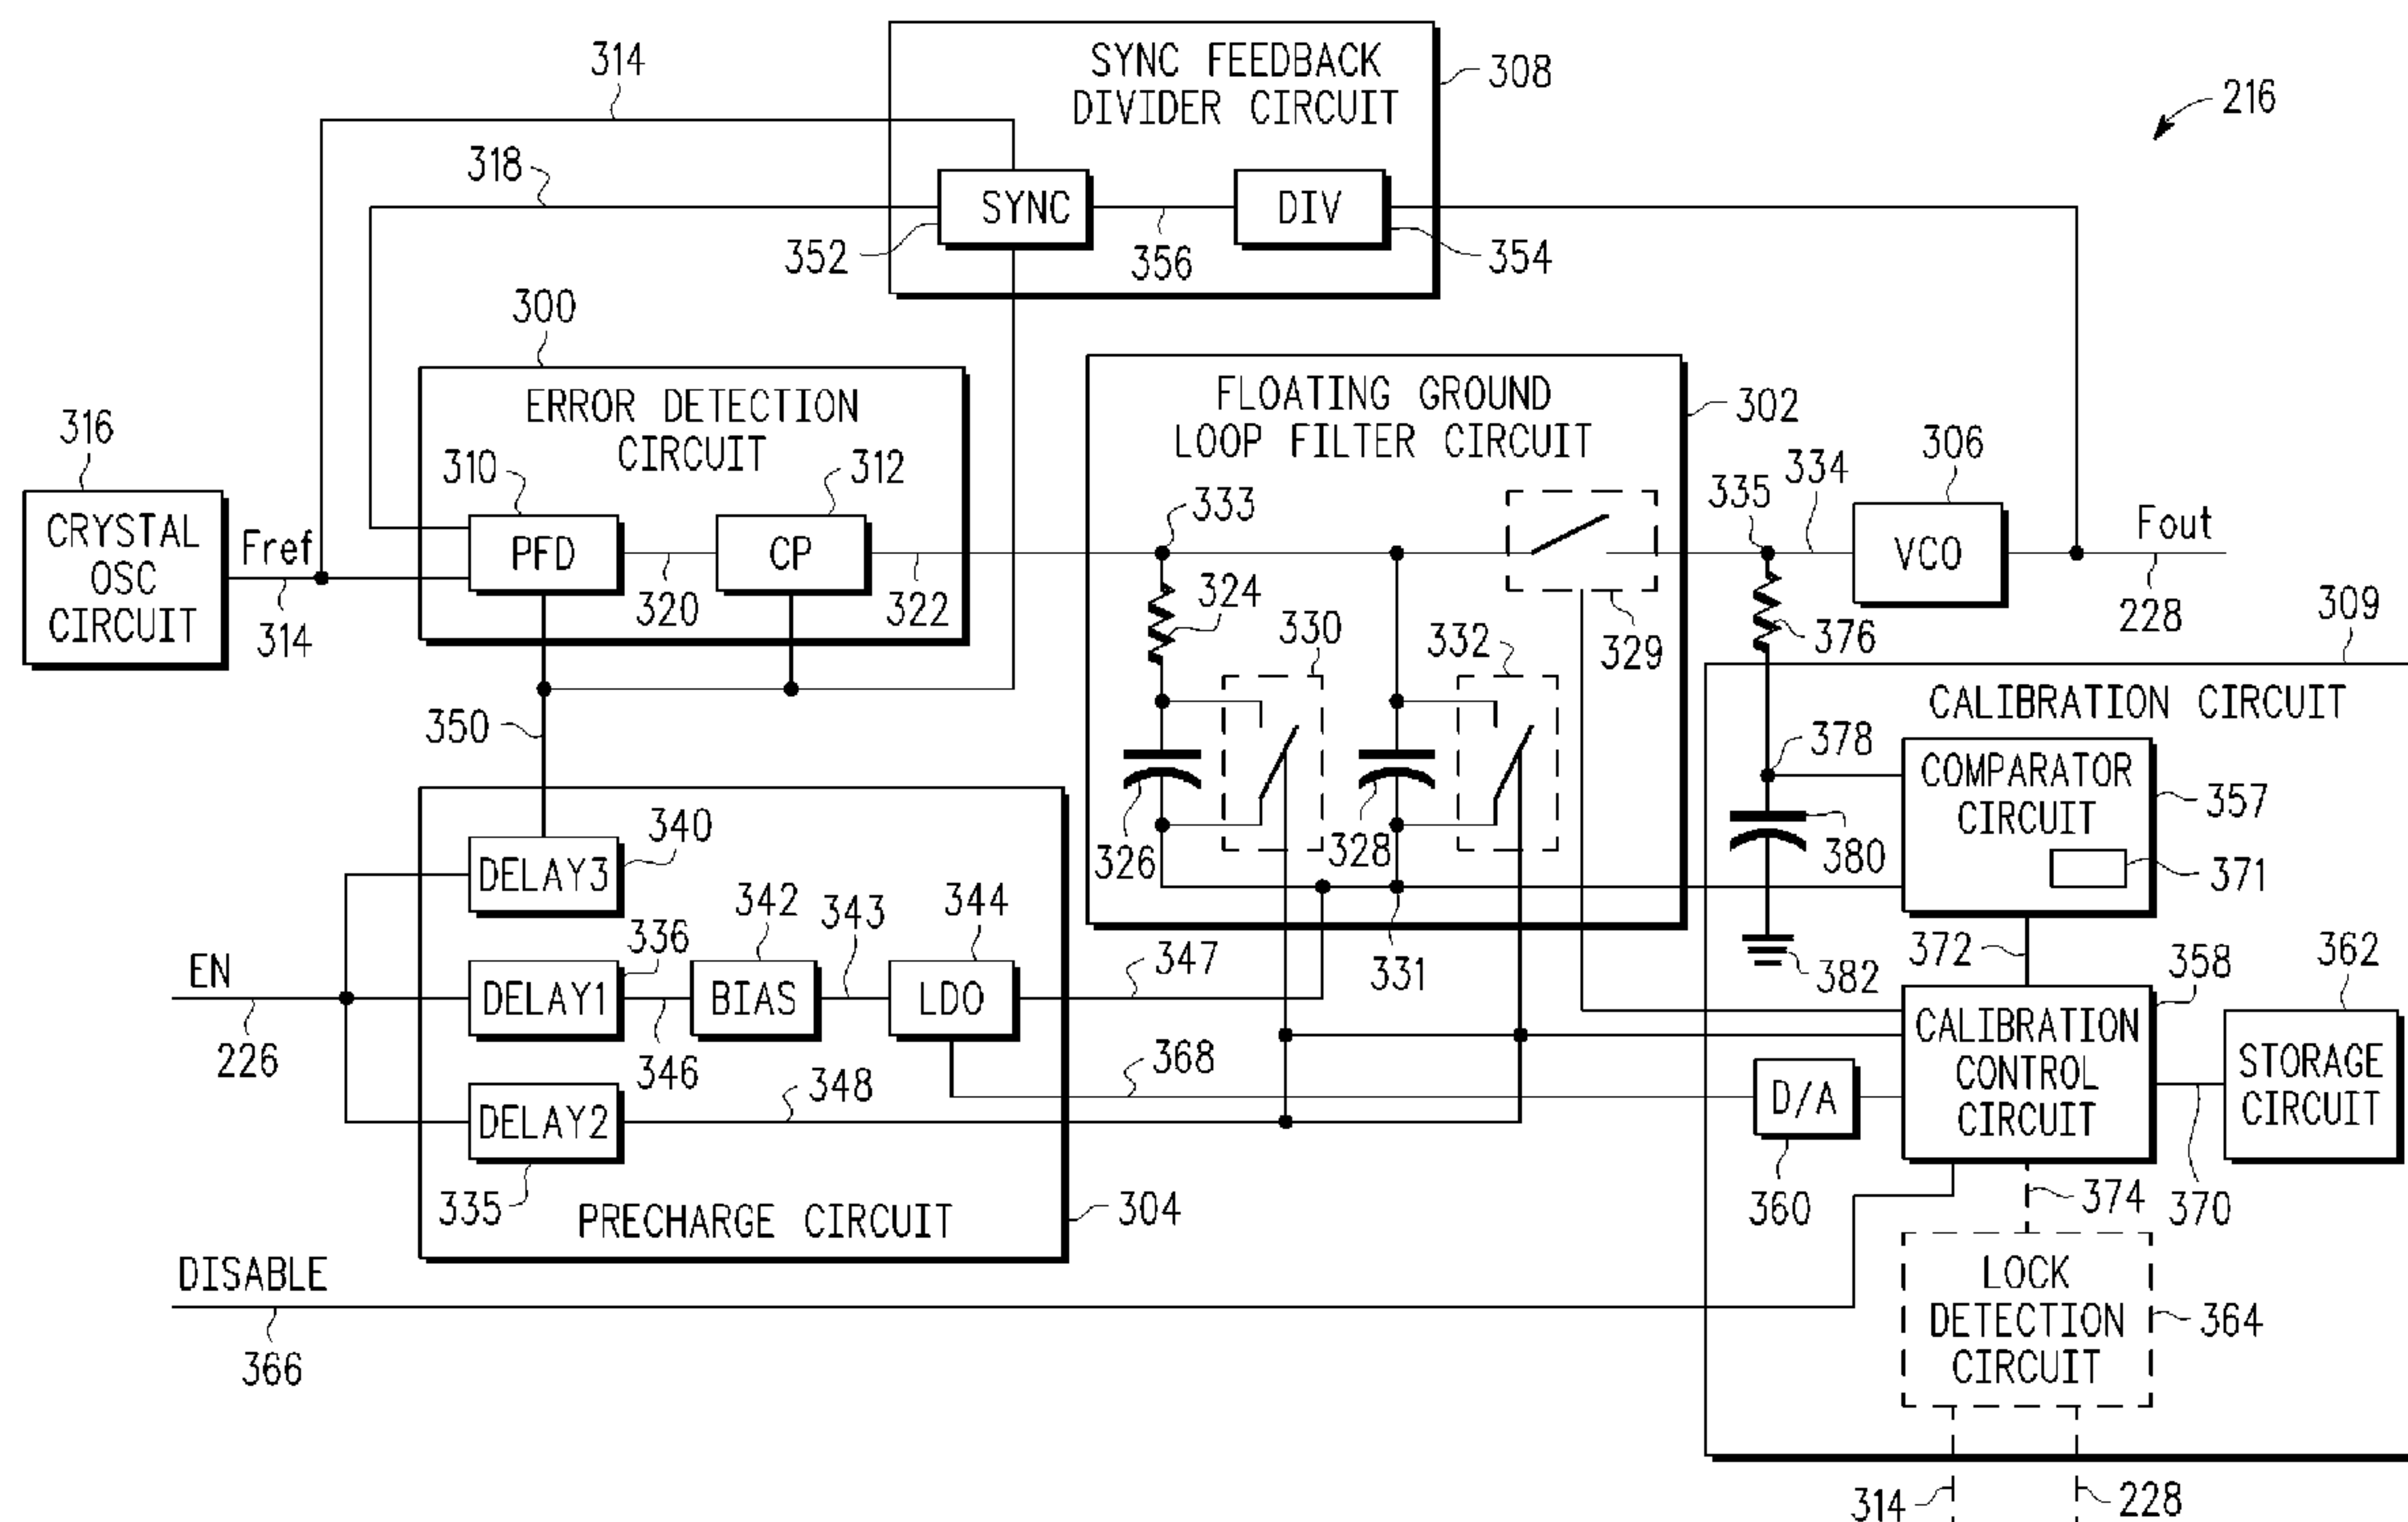 314
SYNC FEEDBACK
DIVIDER CIRCUIT
308
216
318
SYNC
DIV
352
356
354
300
ERROR DETECTION
CIRCUIT
FLOATING GROUND
LOOP FILTER CIRCUIT
302
316
310
312
333
335
334
306
CRYSTAL
OSC
CIRCUIT
Fref
314
PFD
320
CP
322
324
330
332
329
VCO
Fout
228
376
309
350
CALIBRATION CIRCUIT
378
COMPARATOR
CIRCUIT
357
371
326
328
380
340
DELAY3
342
343
344
336
EN
226
DELAY1
346
BIAS
LDO
347
331
382
372
358
362
368
CALIBRATION
CONTROL
CIRCUIT
STORAGE
CIRCUIT
348
D/A
DELAY2
335
PRECHARGE CIRCUIT
304
360
374
370
DISABLE
366
LOCK
DETECTION
CIRCUIT
364
314
228